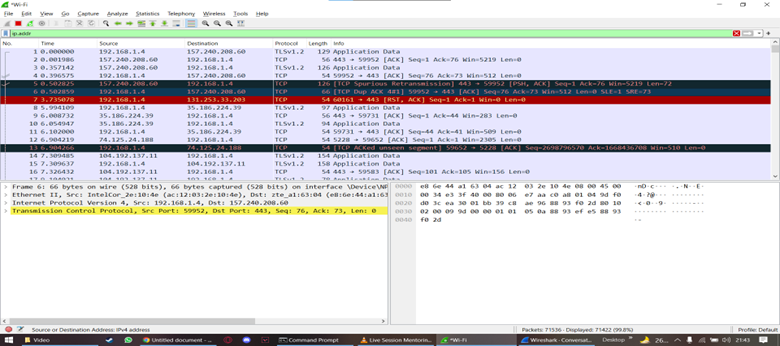 *Wi-Fi
File Edit View Go Capture Analyze Statistics Telephony Wireless Tools Help
ip.addr
No Time Source Destination Protocol Length Info
1 0.000000 192.168.1.4 157.240.208.60 TLSv1.2 129 Application Data
2 0.001986 157.240.208.60 192.168.1.4 TCP 56 443 → 59952 [ACK] Seq=1 Ack=76 Win=5219 Len=0
3 0.357142 157.240.208.60 192.168.1.4 TLSv1.2 126 Application Data
4 0.396575 192.168.1.4 157.240.208.60 TCP 54 59952 → 443 [ACK] Seq=76 Ack=73 Win=512 Len=0
5 0.502825 157.240.208.60 192.168.1.4 TCP 126 [TCP Spurious Retransmission] 443 → 59952 [PSH, ACK] Seq=1 Ack=76 Win=5219 Len=72
6 0.502859 192.168.1.4 157.240.208.60 TCP 66 [TCP Dup ACK 4#1] 59952 → 443 [ACK] Seq=76 Ack=73 Win=512 Len=0 SLE=1 SRE=73
7 3.735078 192.168.1.4 131.253.33.203 TCP 54 60161 → 443 [RST, ACK] Seq=1 Ack=1 Win=0 Len=0
8 5.994109 192.168.1.4 35.186.224.39 TLSv1.2 97 Application Data
9 6.008732 35.186.224.39 192.168.1.4 TCP 56 443 → 59731 [ACK] Seq=1 Ack=44 Win=283 Len=0
10 6.054947 35.186.224.39 192.168.1.4 TLSv1.2 94 Application Data
11 6.102000 192.168.1.4 35.186.224.39 TCP 54 59731 → 443 [ACK] Seq=44 Ack=41 Win=509 Len=0
12 6.904219 74.125.24.188 192.168.1.4 TCP 54 5228 → 59652 [ACK] Seq=1 Ack=1 Win=2305 Len=0
13 6.904266 192.168.1.4 74.125.24.188 TCP 54 [TCP ACKed unseen segment] 59652 → 5228 [ACK] Seq=2698796570 Ack=1668436708 Win=510 Len=0
14 7.309485 104.192.137.11 192.168.1.4 TLSv1.2 154 Application Data
15 7.309637 192.168.1.4 104.192.137.11 TLSv1.2 158 Application Data
16 7.326432 104.192.137.11 192.168.1.4 TCP 56 443 → 59583 [ACK] Seq=101 Ack=105 Win=156 Len=0
Frame 6: 66 bytes on wire (528 bits), 66 bytes captured (528 bits) on interface \Device\NF
Ethernet II, Src: IntelCor_2e:10:4e (ac:12:03:2e:10:4e), Dst: zte_a1:63:04 (e8:6e:44:a1:63
Internet Protocol Version 4, Src: 192.168.1.4, Dst: 157.240.208.60
Transmission Control Protocol, Src Port: 59952, Dst Port: 443, Seq: 76, Ack: 73, Len: 0
0000 e8 6e 44 a1 63 04 ac 12 03 2e 10 4e 08 00 45 00
0010 00 34 e3 3f 40 00 80 06 e7 aa c0 a8 01 04 9d f0
0020 d0 3c ea 30 01 bb 39 c8 ae 96 88 93 f0 2d 80 10
0030 02 00 09 9d 00 00 01 01 05 0a 88 93 ef e5 88 93
0040 f0 2d
Source or Destination Address: IPv4 address
Packets: 71536 · Displayed: 71422 (99.8%)
Profile: Default
Video
Untitled document -...
Command Prompt
Live Session Mentorin...
*Wi-Fi
Wireshark · Conversat...
Desktop
26°...
21:43